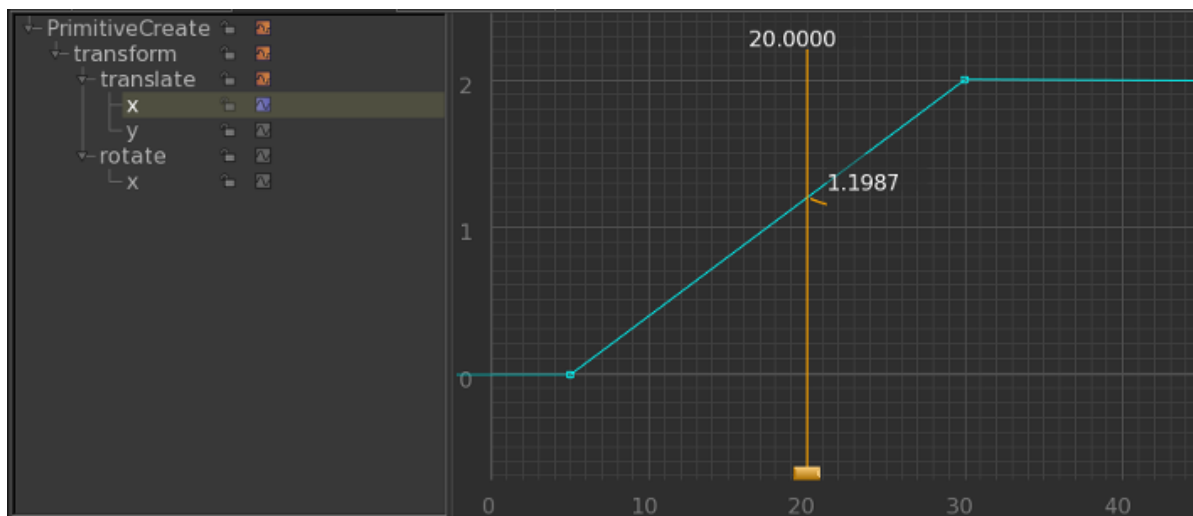 PrimitiveCreate
transform
translate
x
y
rotate
x
20.0000
2
1.1987
1
0
0 10 20 30 40